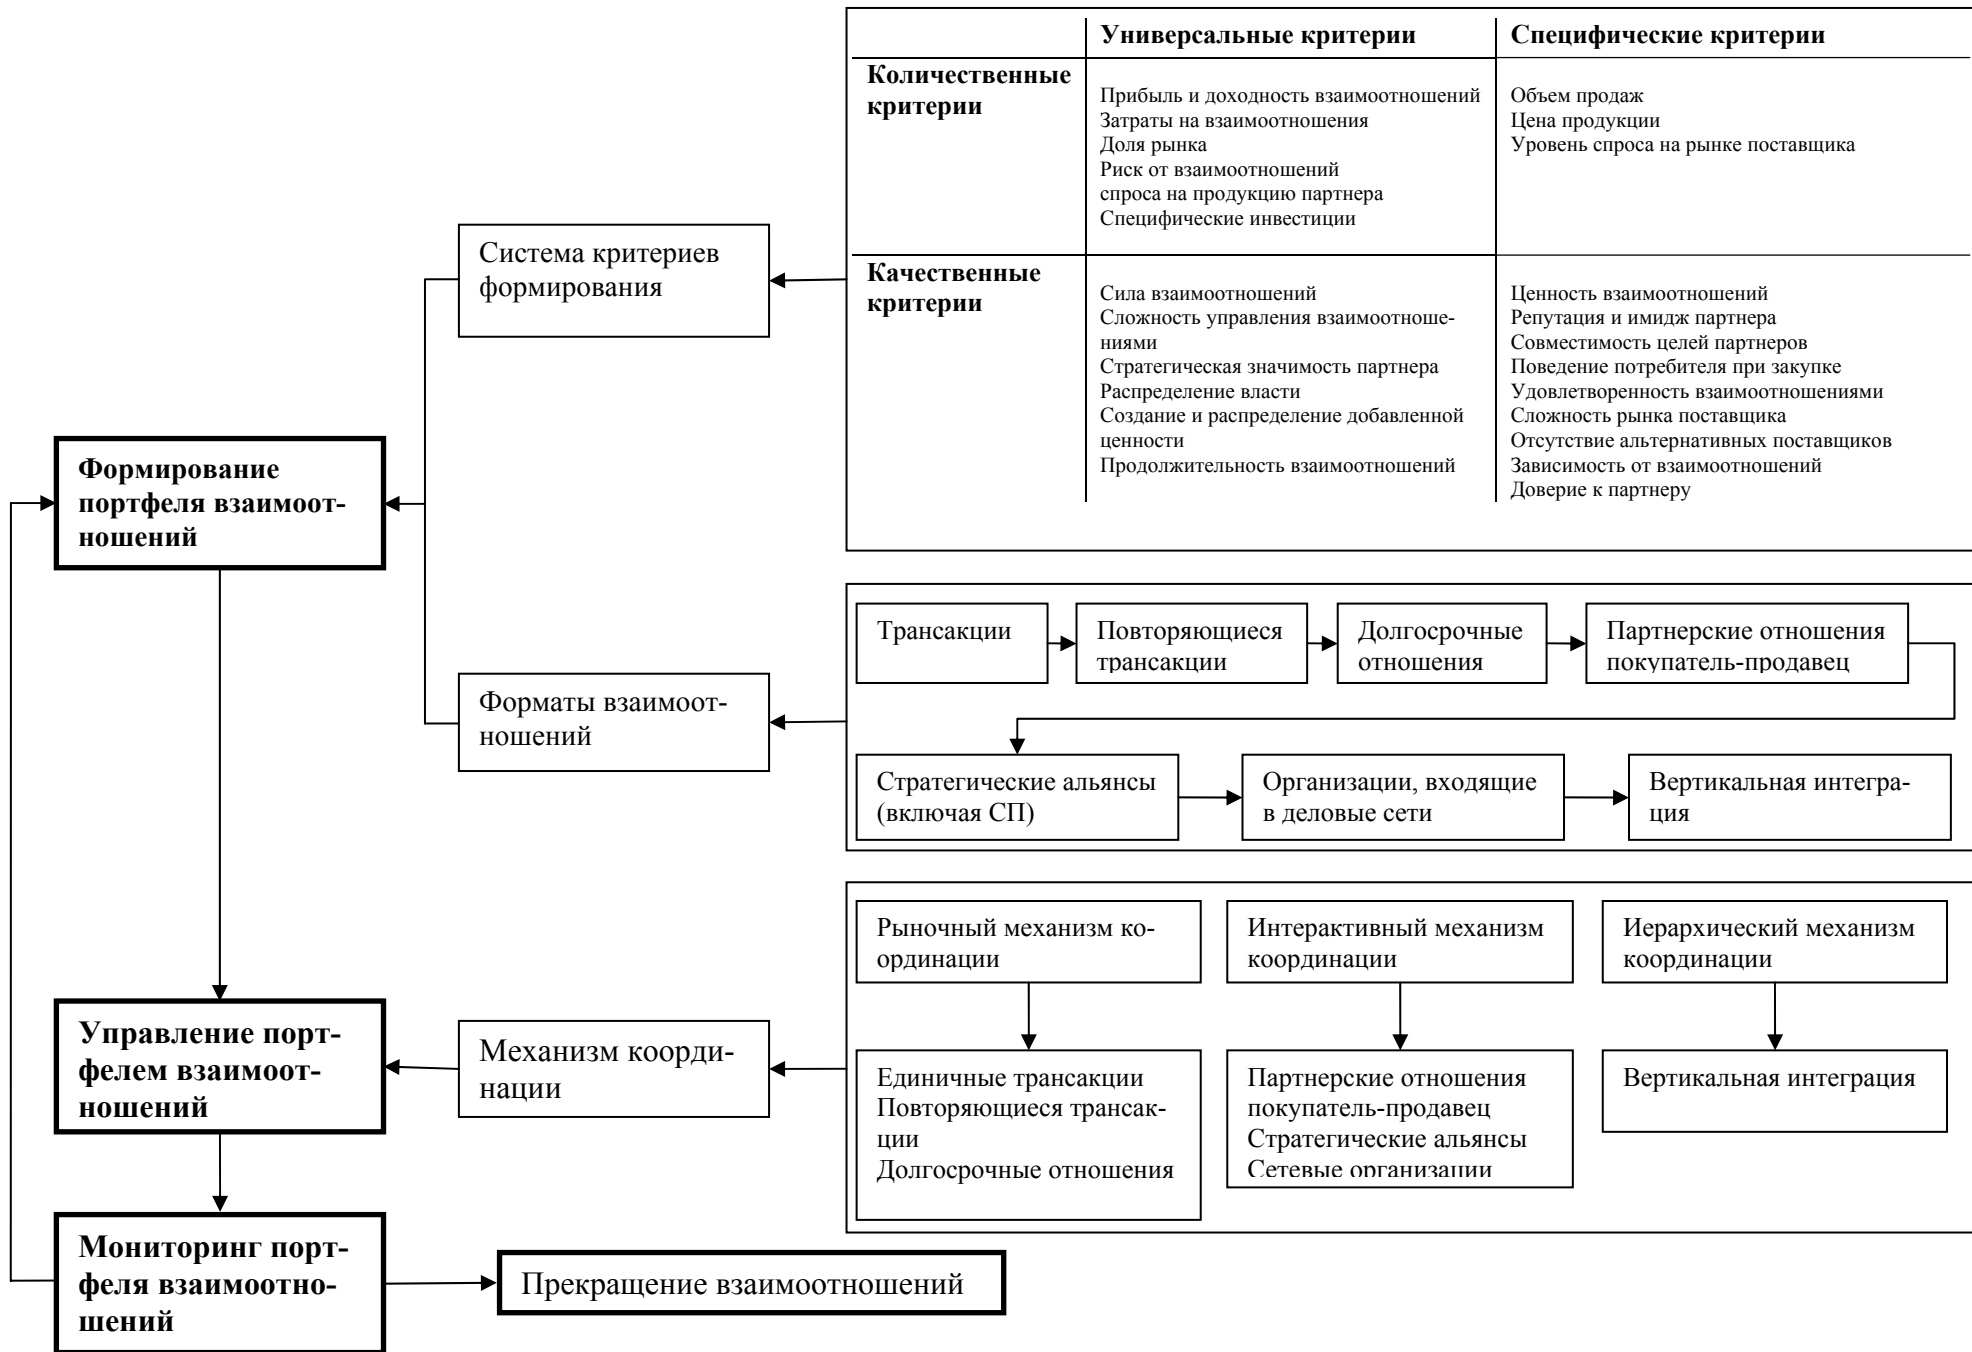 Универсальные критерии
Специфические критерии
Количественные
критерии
Прибыль и доходность взаимоотношений
Затраты на взаимоотношения
Доля рынка
Риск от взаимоотношений
спроса на продукцию партнера
Специфические инвестиции
Объем продаж
Цена продукции
Уровень спроса на рынке поставщика
Качественные
критерии
Сила взаимоотношений
Сложность управления взаимоотноше-
ниями
Стратегическая значимость партнера
Распределение власти
Создание и распределение добавленной
ценности
Продолжительность взаимоотношений
Ценность взаимоотношений
Репутация и имидж партнера
Совместимость целей партнеров
Поведение потребителя при закупке
Удовлетворенность взаимоотношениями
Сложность рынка поставщика
Отсутствие альтернативных поставщиков
Зависимость от взаимоотношений
Доверие к партнеру
Система критериев
формирования
Формирование
портфеля взаимоот-
ношений
Форматы взаимоот-
ношений
Трансакции
Повторяющиеся
трансакции
Долгосрочные
отношения
Партнерские отношения
покупатель-продавец
Стратегические альянсы
(включая СП)
Организации, входящие
в деловые сети
Вертикальная интегра-
ция
Рыночный механизм ко-
ординации
Интерактивный механизм
координации
Иерархический механизм
координации
Управление порт-
фелем взаимоот-
ношений
Механизм коорди-
нации
Единичные трансакции
Повторяющиеся трансак-
ции
Долгосрочные отношения
Партнерские отношения
покупатель-продавец
Стратегические альянсы
Сетевые организации
Вертикальная интеграция
Мониторинг порт-
феля взаимоотно-
шений
Прекращение взаимоотношений